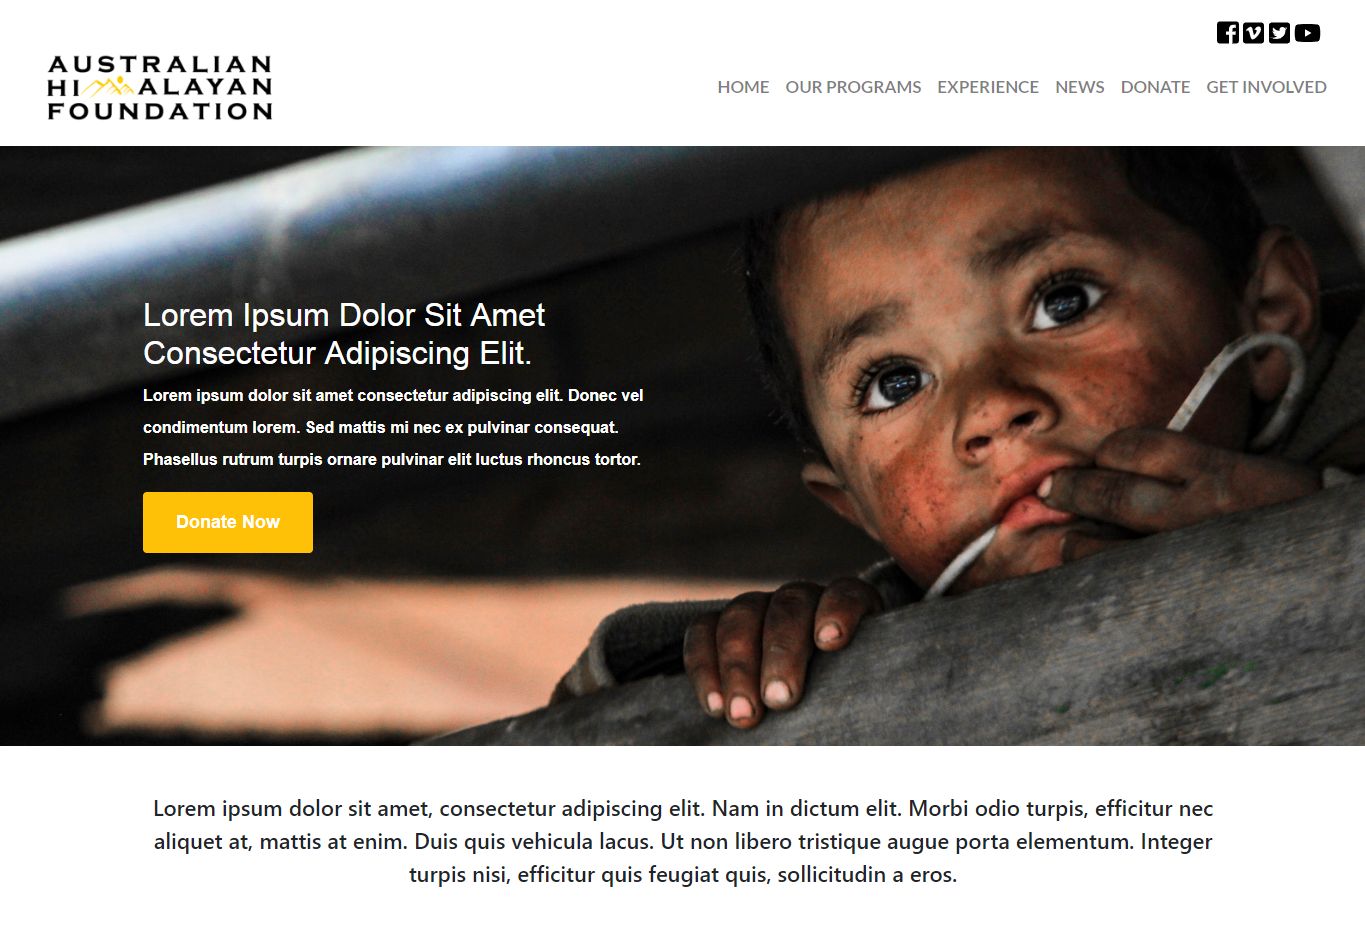 AUSTRALIAN
HIMALAYAN
FOUNDATION
HOME OUR PROGRAMS EXPERIENCE NEWS DONATE GET INVOLVED
Lorem Ipsum Dolor Sit Amet
Consectetur Adipiscing Elit.
Lorem ipsum dolor sit amet consectetur adipiscing elit. Donec vel
condimentum lorem. Sed mattis mi nec ex pulvinar consequat.
Phasellus rutrum turpis ornare pulvinar elit luctus rhoncus tortor.
Donate Now
Lorem ipsum dolor sit amet, consectetur adipiscing elit. Nam in dictum elit. Morbi odio turpis, efficitur nec
aliquet at, mattis at enim. Duis quis vehicula lacus. Ut non libero tristique augue porta elementum. Integer
turpis nisi, efficitur quis feugiat quis, sollicitudin a eros.